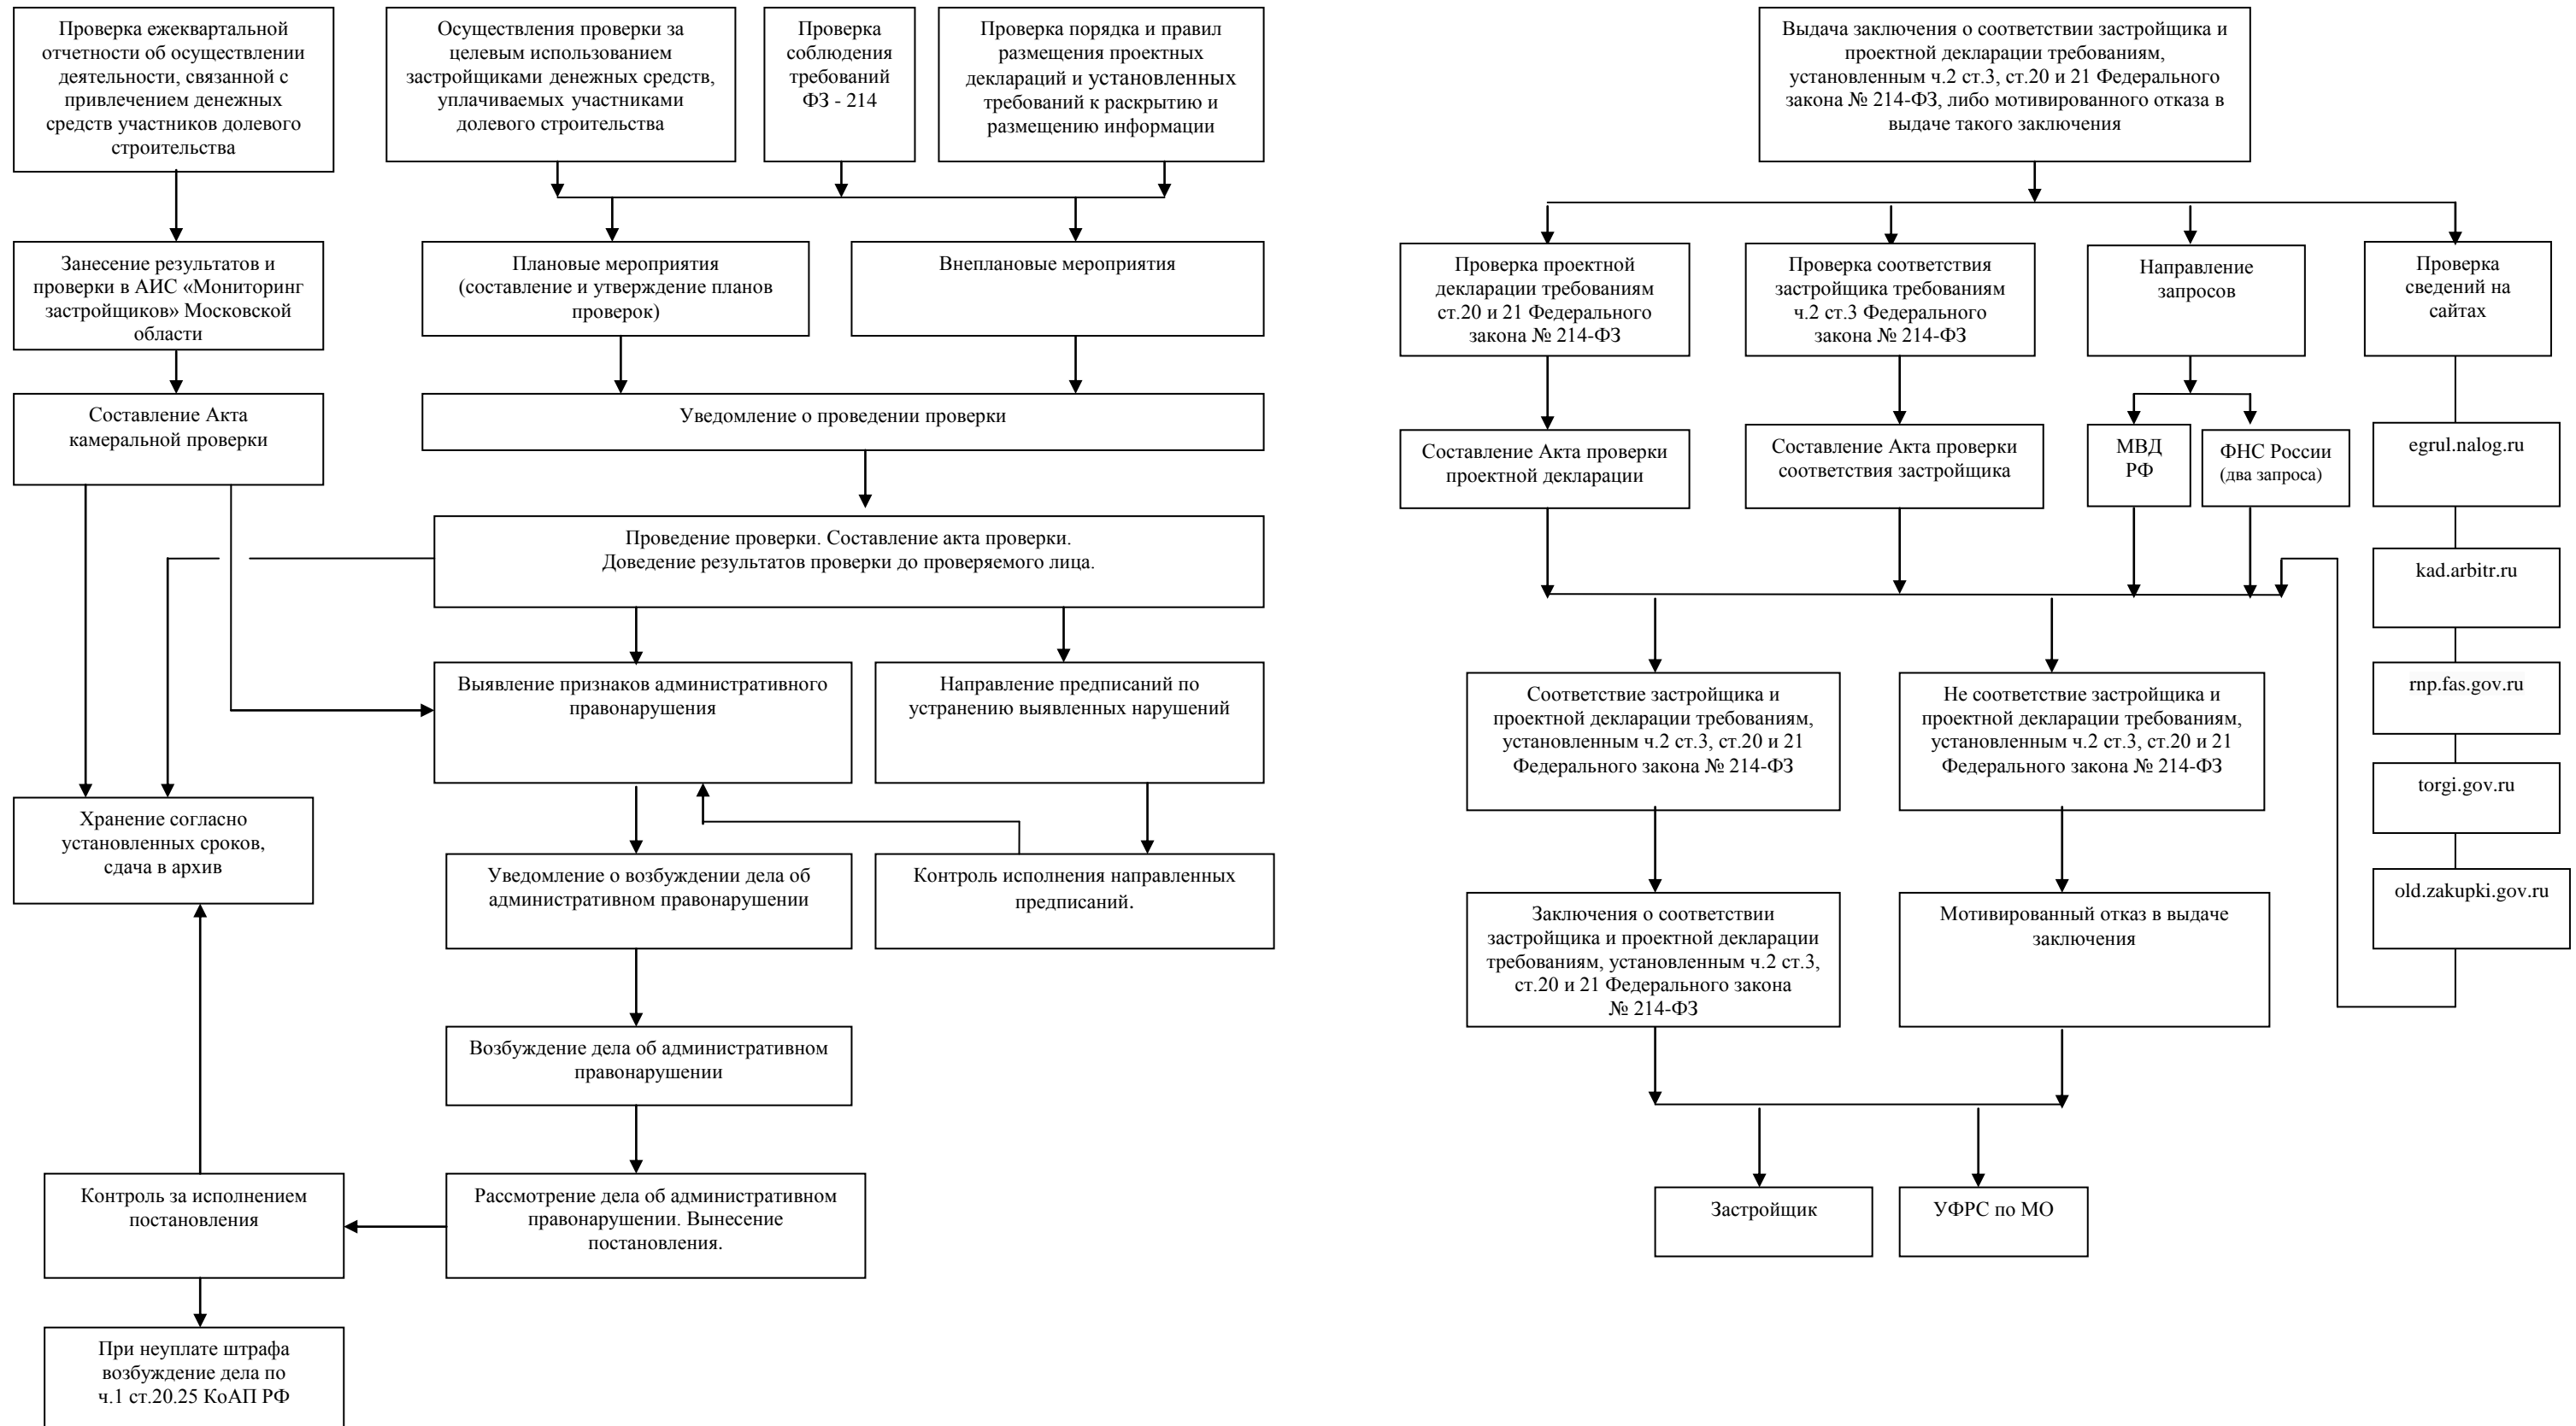 Проверка ежеквартальной
отчетности об осуществлении
деятельности, связанной с
привлечением денежных
средств участников долевого
строительства
Осуществления проверки за
целевым использованием
застройщиками денежных средств,
уплачиваемых участниками
долевого строительства
Проверка
соблюдения
требований
ФЗ - 214
Проверка порядка и правил
размещения проектных
деклараций и установленных
требований к раскрытию и
размещению информации
Выдача заключения о соответствии застройщика и
проектной декларации требованиям,
установленным ч.2 ст.3, ст.20 и 21 Федерального
закона № 214-ФЗ, либо мотивированного отказа в
выдаче такого заключения
Занесение результатов и
проверки в АИС «Мониторинг
застройщиков» Московской
области
Плановые мероприятия
(составление и утверждение планов
проверок)
Внеплановые мероприятия
Проверка проектной
декларации требованиям
ст.20 и 21 Федерального
закона № 214-ФЗ
Проверка соответствия
застройщика требованиям
ч.2 ст.3 Федерального
закона № 214-ФЗ
Направление
запросов
Проверка
сведений на
сайтах
Составление Акта
камеральной проверки
Уведомление о проведении проверки
Составление Акта проверки
проектной декларации
Составление Акта проверки
соответствия застройщика
МВД
РФ
ФНС России
(два запроса)
egrul.nalog.ru
Проведение проверки. Составление акта проверки.
Доведение результатов проверки до проверяемого лица.
kad.arbitr.ru
Выявление признаков административного
правонарушения
Направление предписаний по
устранению выявленных нарушений
Соответствие застройщика и
проектной декларации требованиям,
установленным ч.2 ст.3, ст.20 и 21
Федерального закона № 214-ФЗ
Не соответствие застройщика и
проектной декларации требованиям,
установленным ч.2 ст.3, ст.20 и 21
Федерального закона № 214-ФЗ
rnp.fas.gov.ru
torgi.gov.ru
Хранение согласно
установленных сроков,
сдача в архив
Уведомление о возбуждении дела об
административном правонарушении
Контроль исполнения направленных
предписаний.
Заключения о соответствии
застройщика и проектной декларации
требованиям, установленным ч.2 ст.3,
ст.20 и 21 Федерального закона
№ 214-ФЗ
Мотивированный отказ в выдаче
заключения
old.zakupki.gov.ru
Возбуждение дела об административном
правонарушении
Контроль за исполнением
постановления
Рассмотрение дела об административном
правонарушении. Вынесение
постановления.
Застройщик
УФРС по МО
При неуплате штрафа
возбуждение дела по
ч.1 ст.20.25 КоАП РФ